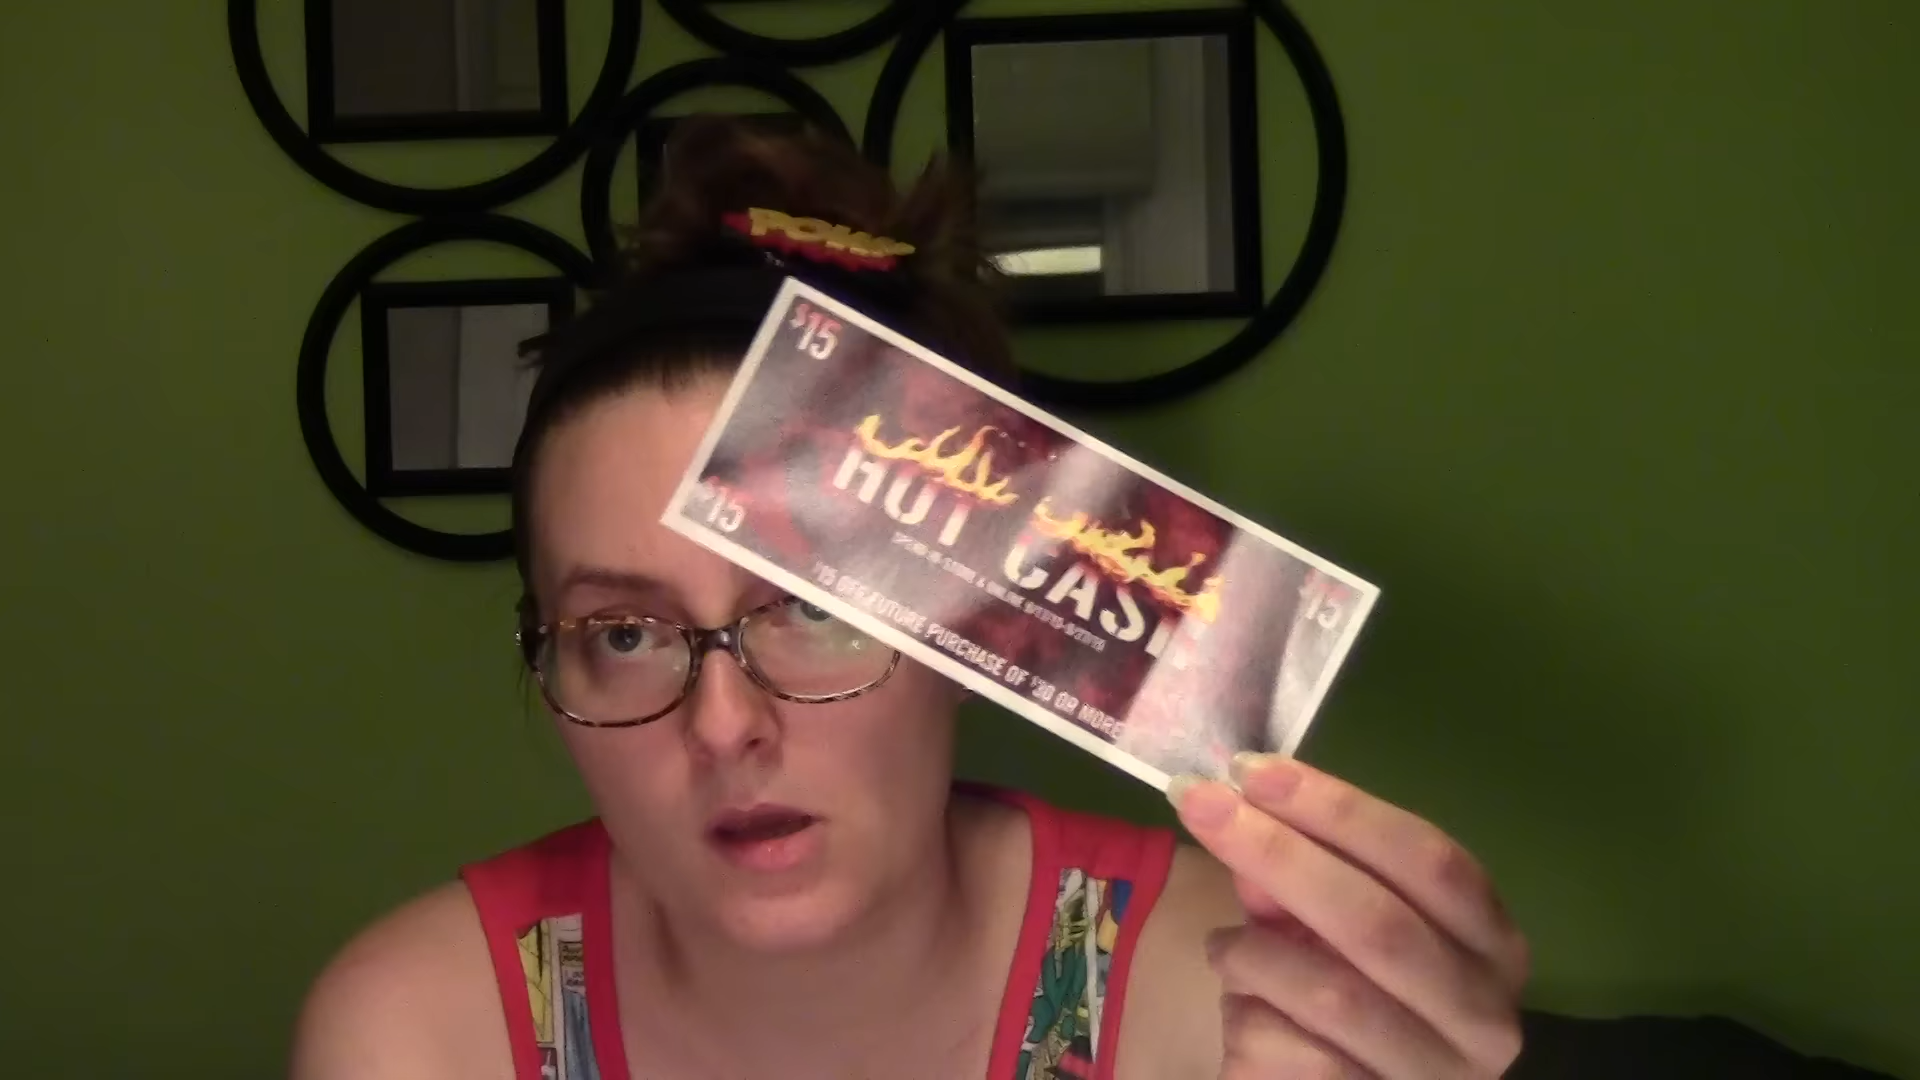 POW
$15
HOT CASH
$15
$15 OFF FUTURE PURCHASE OF $30 OR MORE
$15